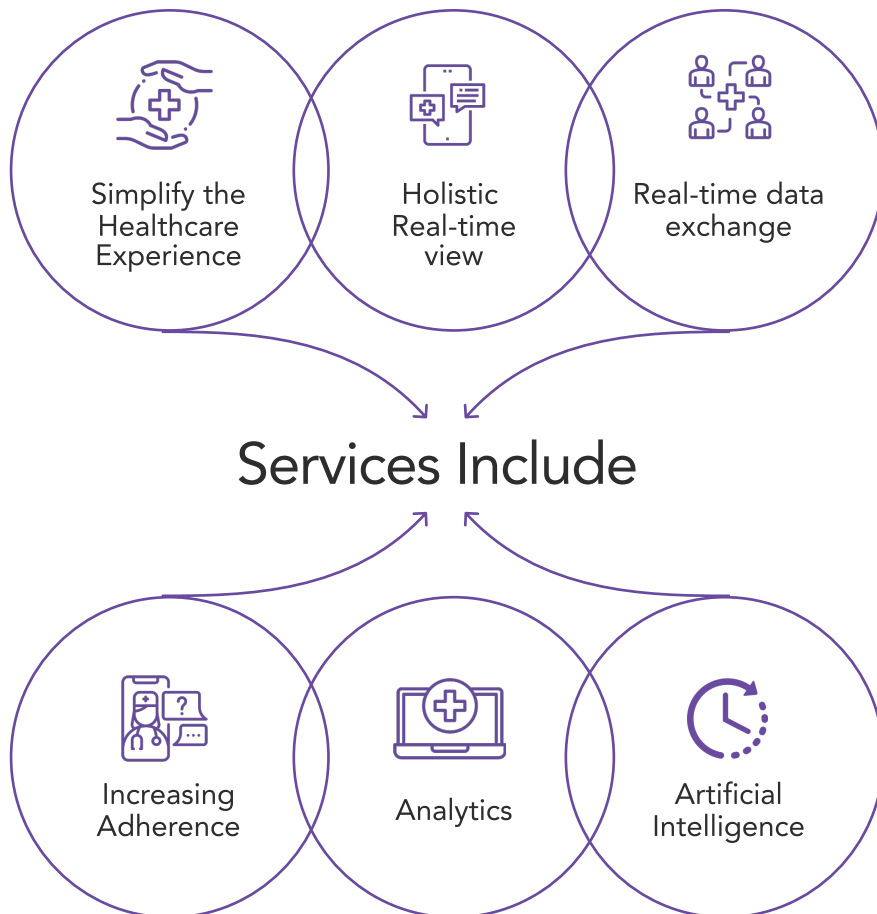 Simplify the
Healthcare
Experience
Holistic
Real-time
view
Real-time data
exchange
Services Include
?
Increasing
Adherence
Analytics
Artificial
Intelligence